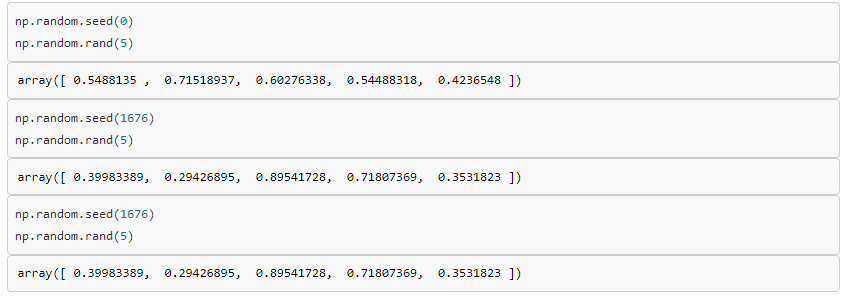 np.random.seed(0)
np.random.rand(5)
array([ 0.5488135 ,  0.71518937,  0.60276338,  0.54488318,  0.4236548 ])
np.random.seed(1676)
np.random.rand(5)
array([ 0.39983389,  0.29426895,  0.89541728,  0.71807369,  0.3531823 ])
np.random.seed(1676)
np.random.rand(5)
array([ 0.39983389,  0.29426895,  0.89541728,  0.71807369,  0.3531823 ])